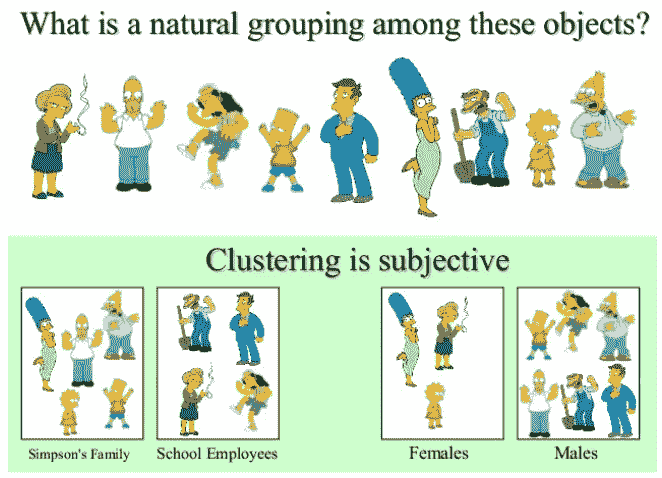 What is a natural grouping among these objects?
Clustering is subjective
Simpson's Family
School Employees
Females
Males